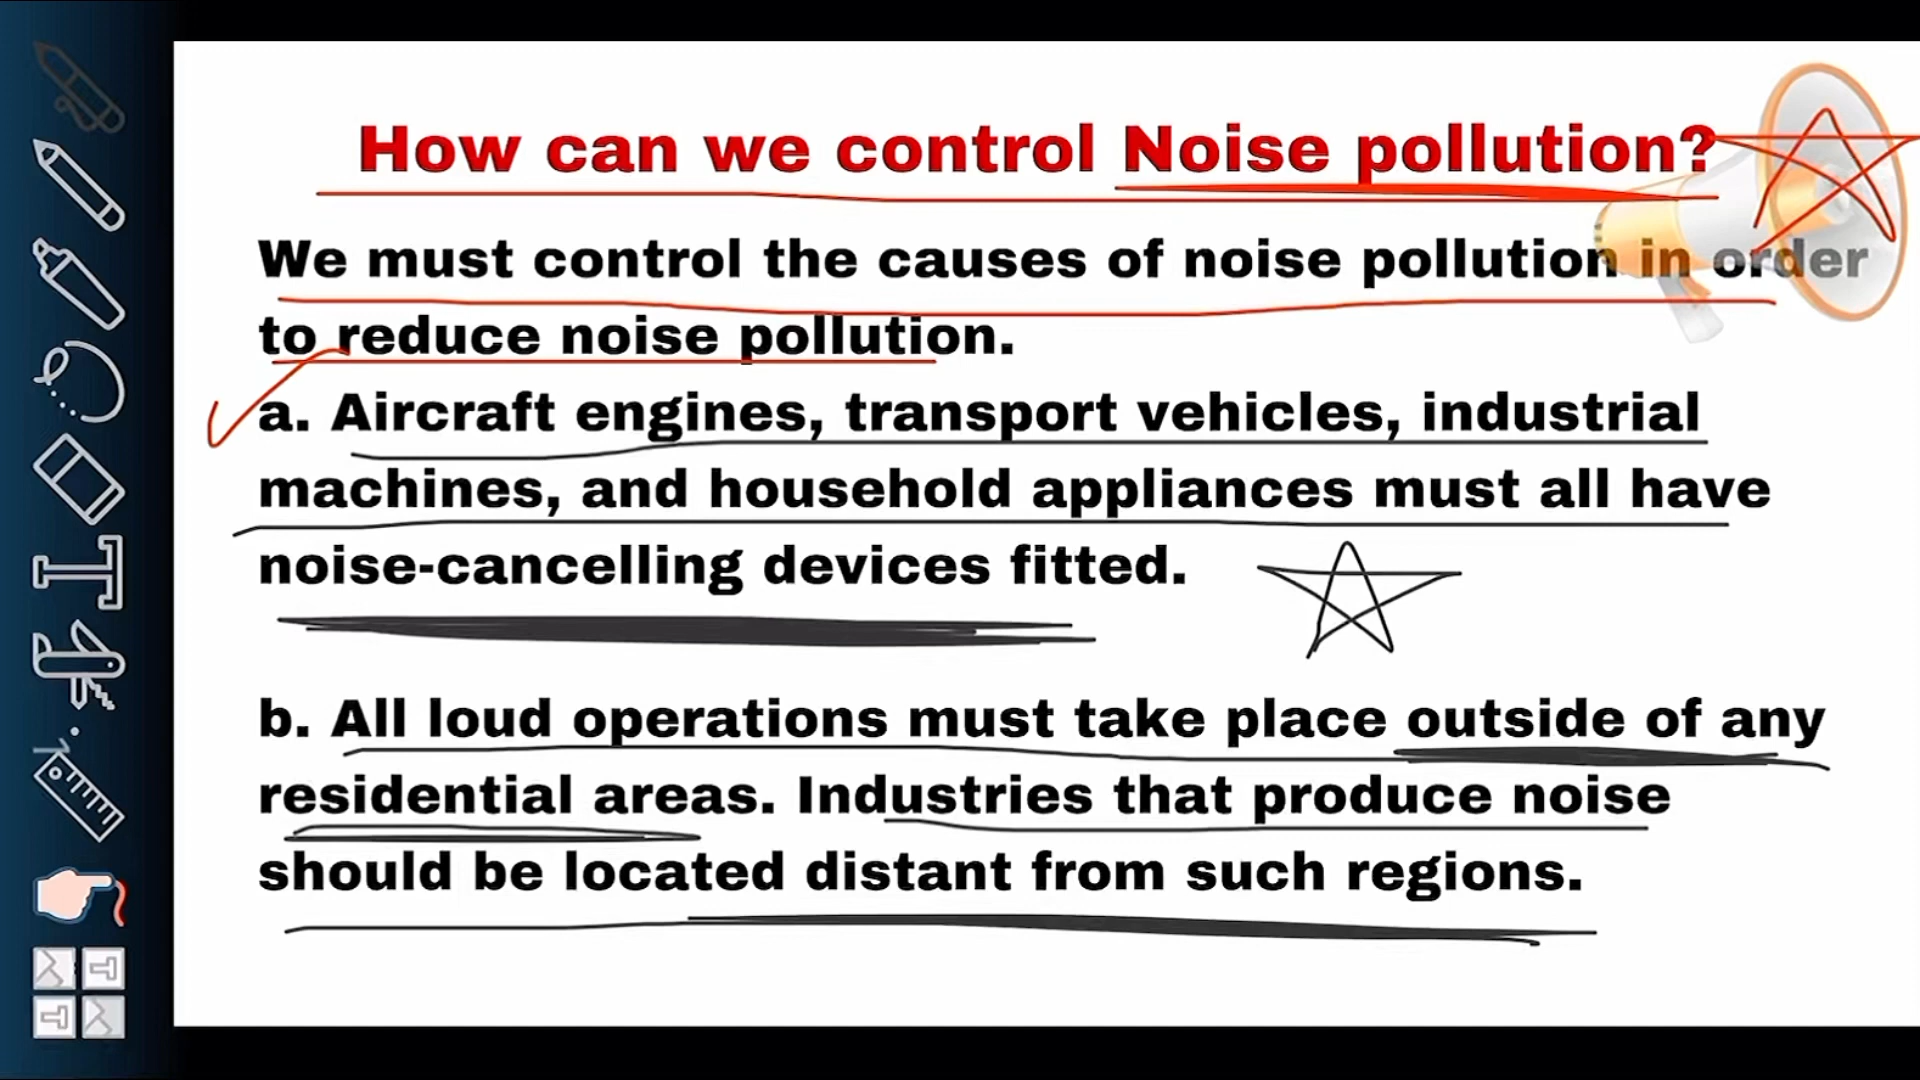 How can we control Noise pollution?
We must control the causes of noise pollution in order
to reduce noise pollution.
a. Aircraft engines, transport vehicles, industrial
machines, and household appliances must all have
noise-cancelling devices fitted.
b. All loud operations must take place outside of any
residential areas. Industries that produce noise
should be located distant from such regions.